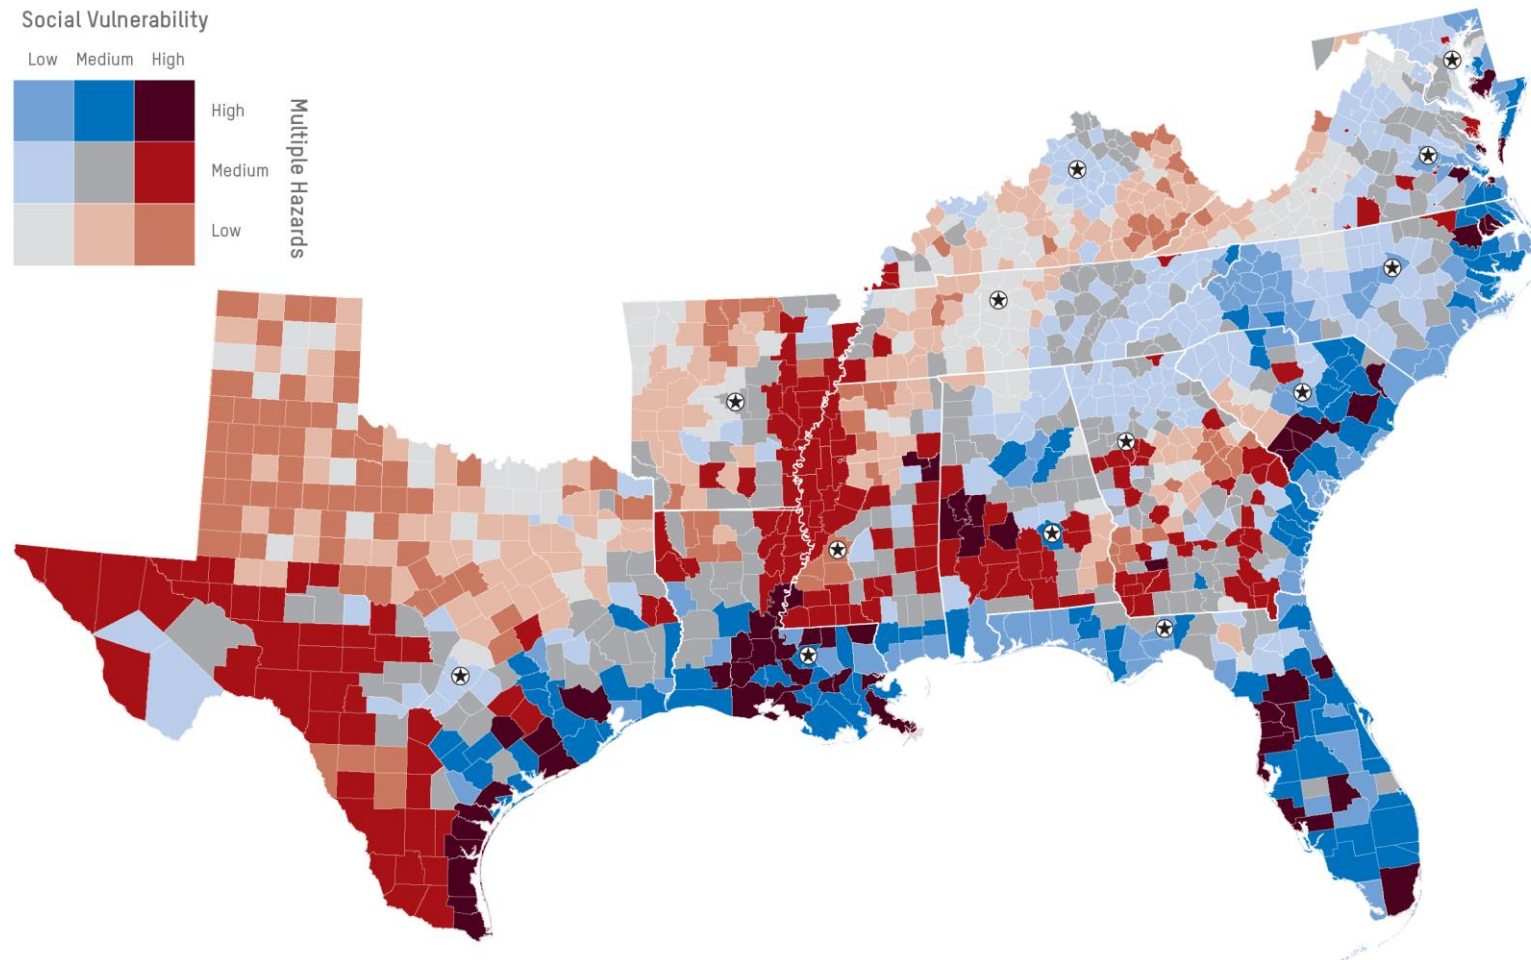 Social Vulnerability
Low Medium High
High
Medium
Low
Multiple Hazards